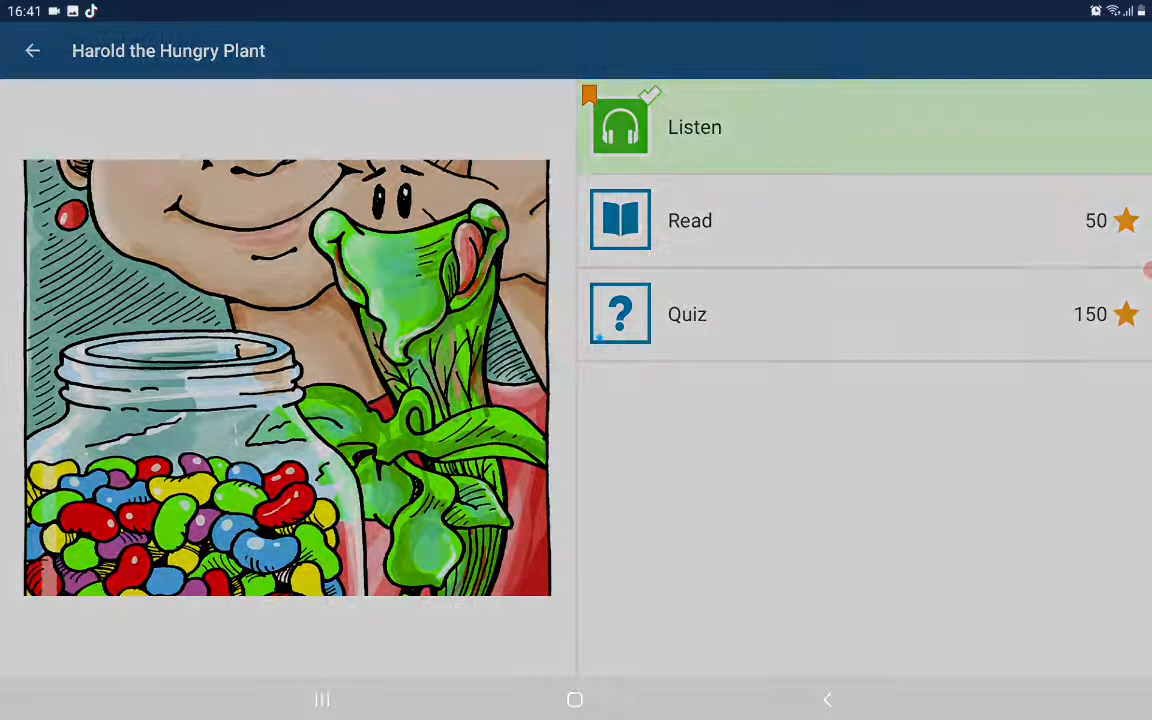 16:41
Harold the Hungry Plant
Listen
Read
50
?
Quiz
150